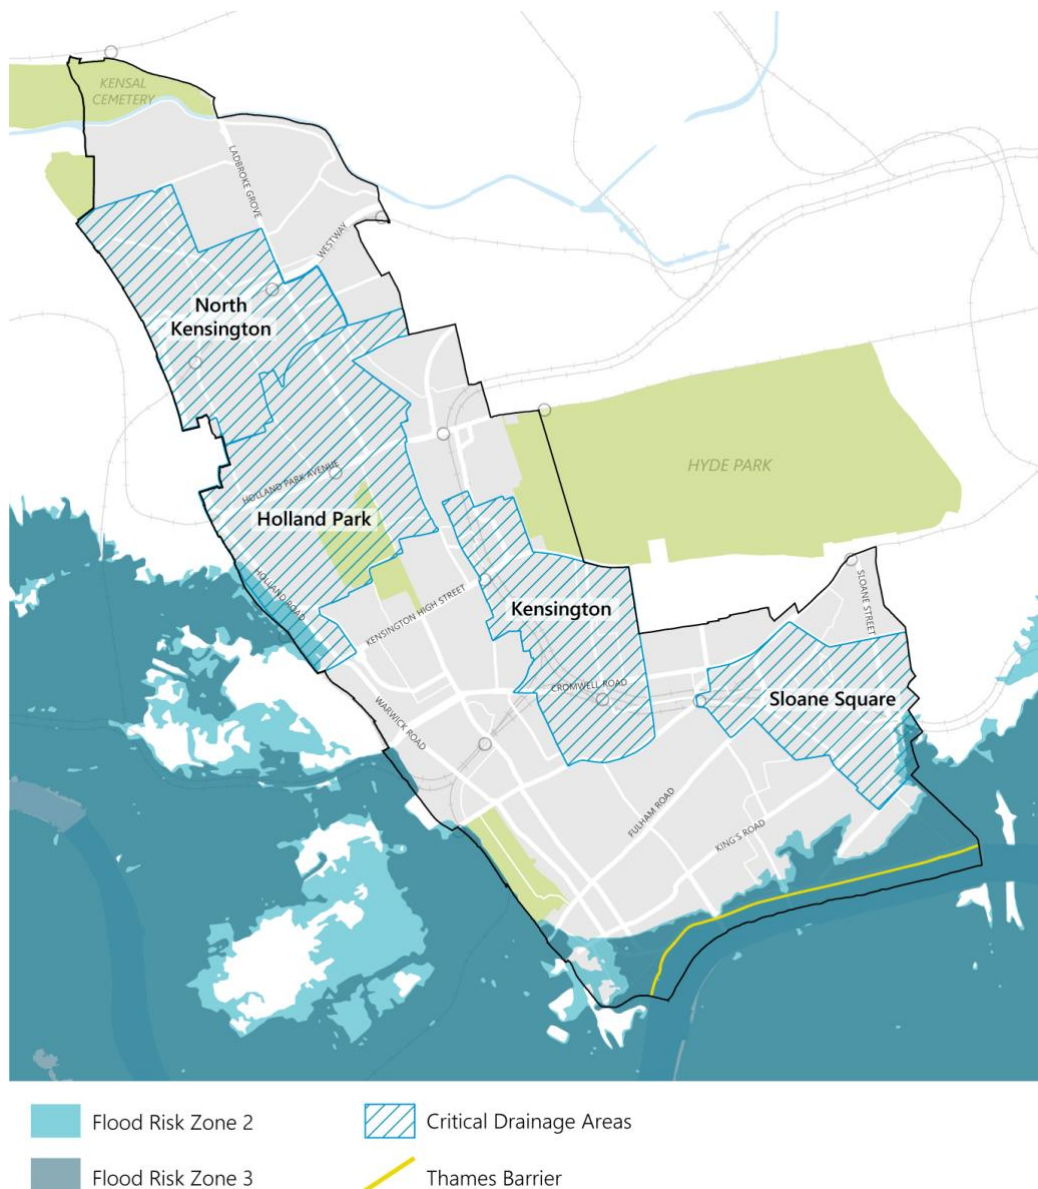 KENSAL
CEMETERY
LADBROKE GROVE
WESTWAY
North
Kensington
HYDE PARK
HOLLAND PARK AVENUE
Holland Park
HOLLAND ROAD
KENSINGTON HIGH STREET
Kensington
SLOANE STREET
CROMWELL ROAD
Sloane Square
WARWICK ROAD
FULHAM ROAD
KING'S ROAD
Flood Risk Zone 2
Critical Drainage Areas
Flood Risk Zone 3
Thames Barrier